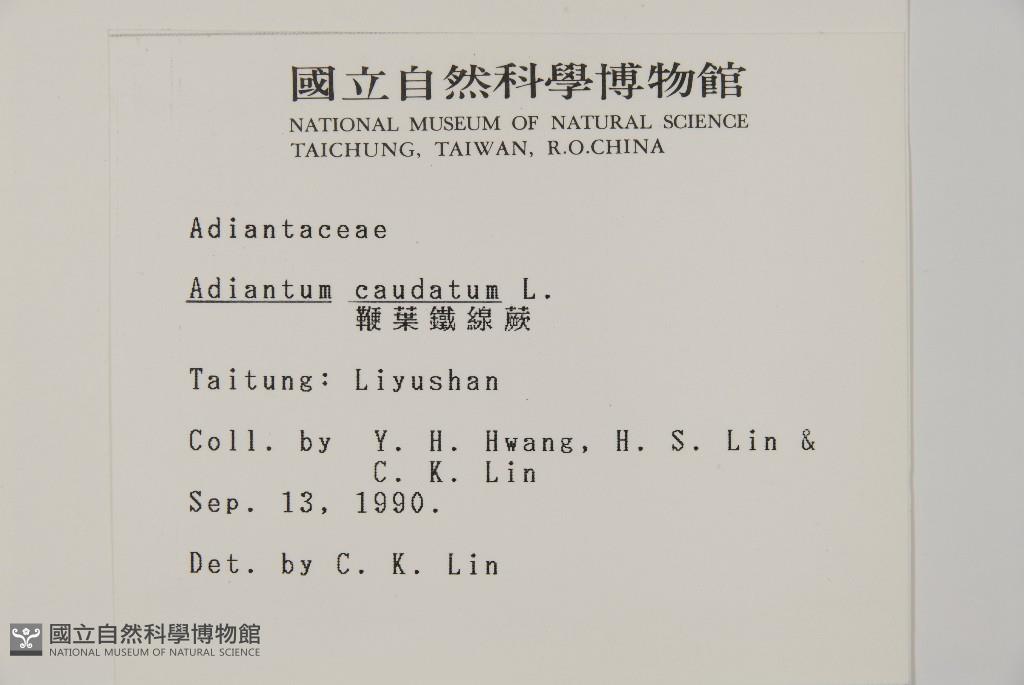 國立自然科學博物館
NATIONAL MUSEUM OF NATURAL SCIENCE
TAICHUNG, TAIWAN, R.O.CHINA
Adiantaceae
Adiantum caudatum L.
鞭葉鐵線蕨
Taitung: Liyushan
Coll. by Y. H. Hwang, H. S. Lin &
C. K. Lin
Sep. 13, 1990.
Det. by C. K. Lin
國立自然科學博物館
NATIONAL MUSEUM OF NATURAL SCIENCE